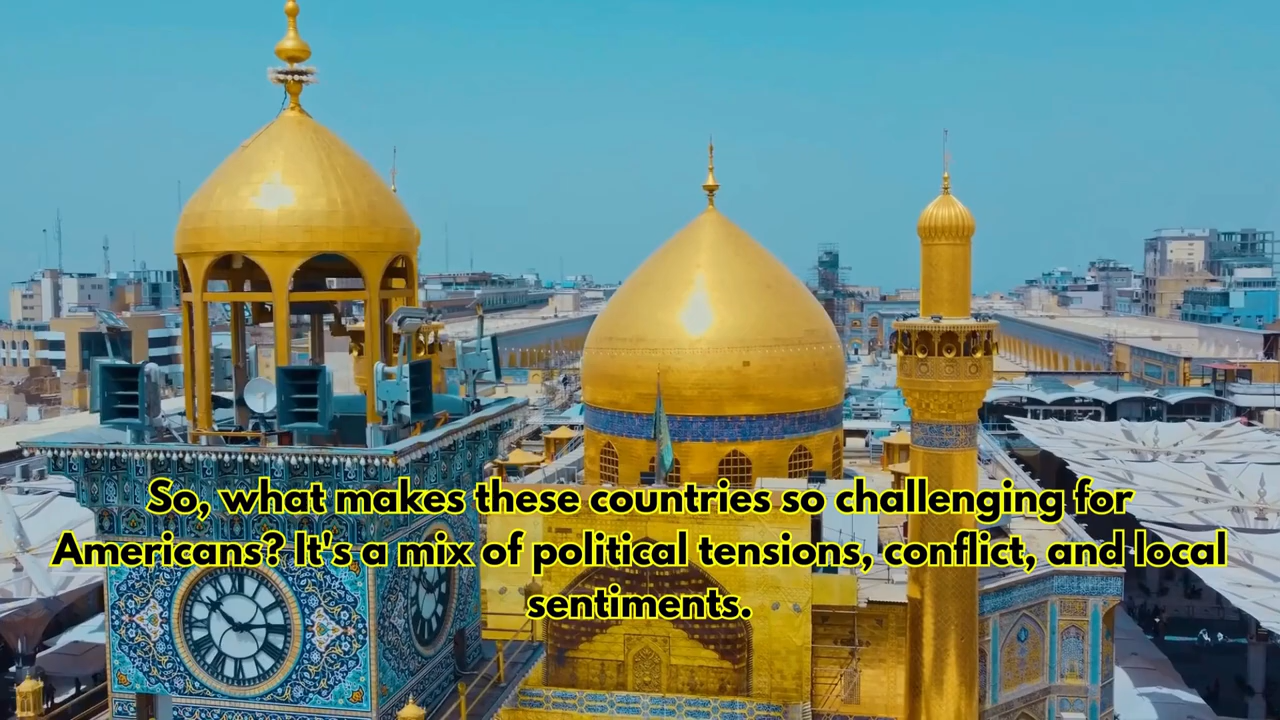 So, what makes these countries so challenging for
Americans? It's a mix of political tensions, conflict, and local
sentiments.